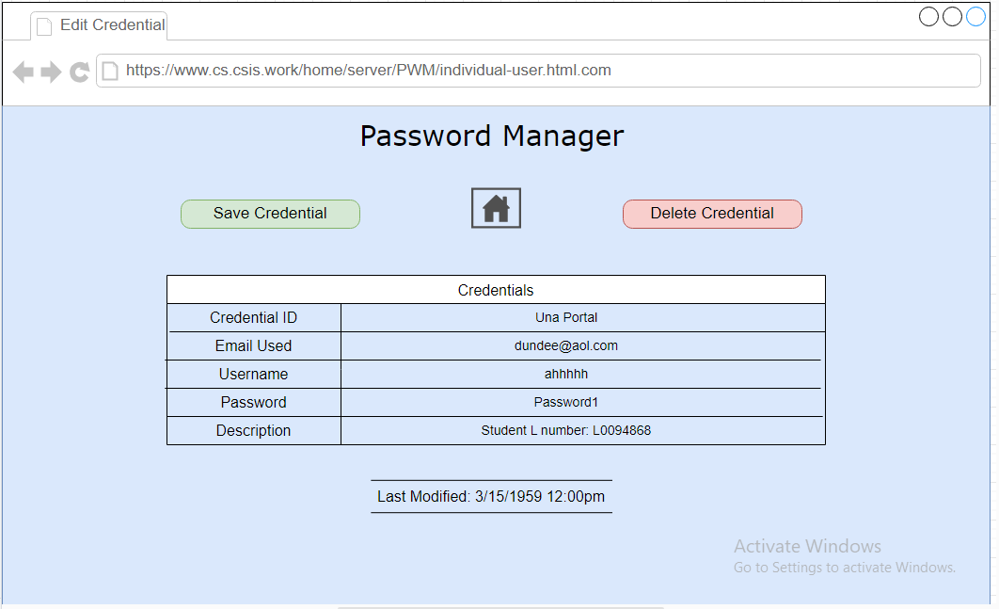 Edit Credential
https://www.cs.csis.work/home/server/PWM/individual-user.html.com
Password Manager
Save Credential
Delete Credential
Credentials
Credential ID Una Portal
Email Used dundee@aol.com
Username ahhhhh
Password Password1
Description Student L number: L0094868
Last Modified: 3/15/1959 12:00pm
Activate Windows
Go to Settings to activate Windows.